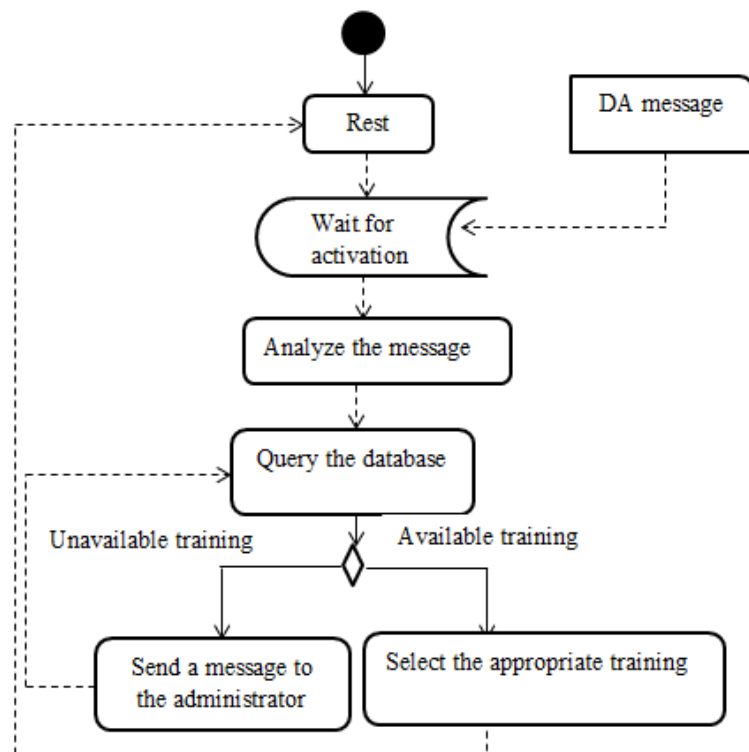 DA message
Rest
Wait for
activation
Analyze the message
Query the database
Unavailable training
Available training
Send a message to
the administrator
Select the appropriate training